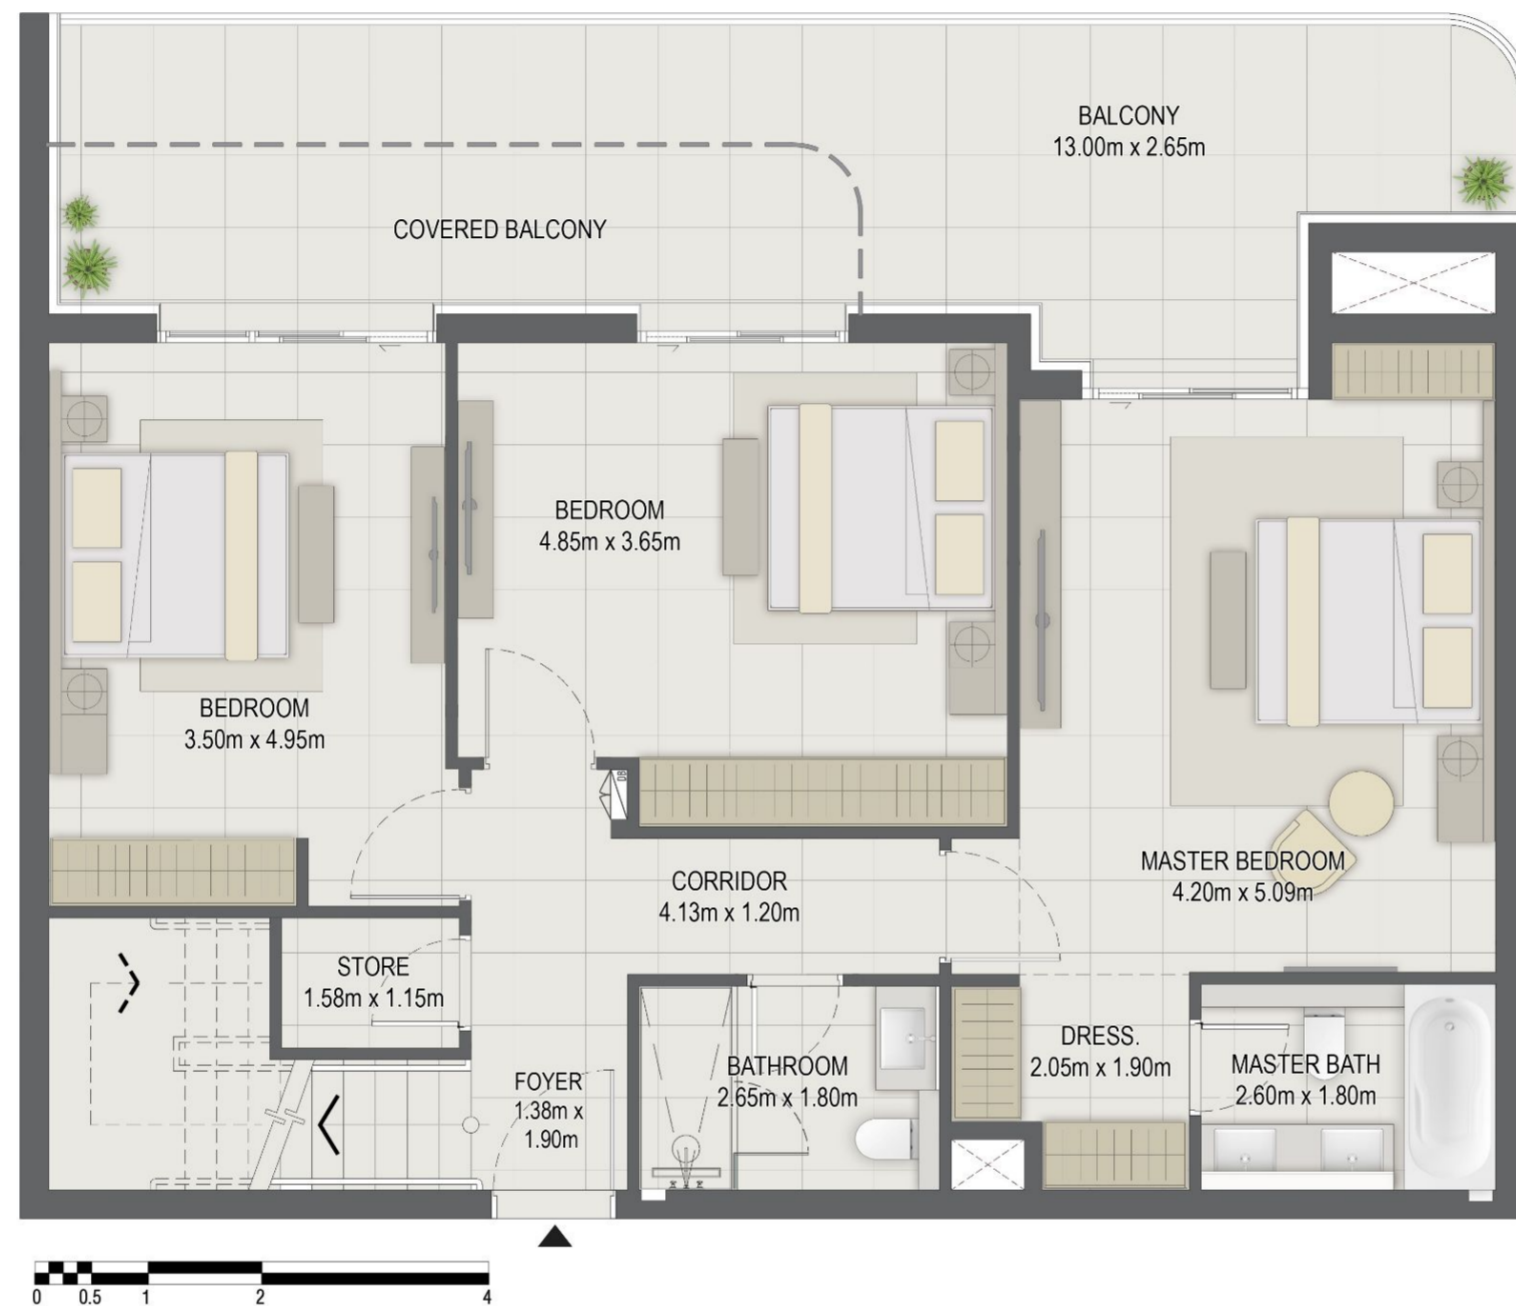 BALCONY
13.00m x 2.65m
COVERED BALCONY
BEDROOM
4.85m x 3.65m
BEDROOM
3.50m x 4.95m
DB
MASTER BEDROOM
4.20m x 5.09m
CORRIDOR
4.13m x 1.20m
STORE
1.58m x 1.15m
FOYER
1.38m x
1.90m
BATHROOM
2.65m x 1.80m
DRESS.
2.05m x 1.90m
MASTER BATH
2.60m x 1.80m
0 0.5 1 2 4